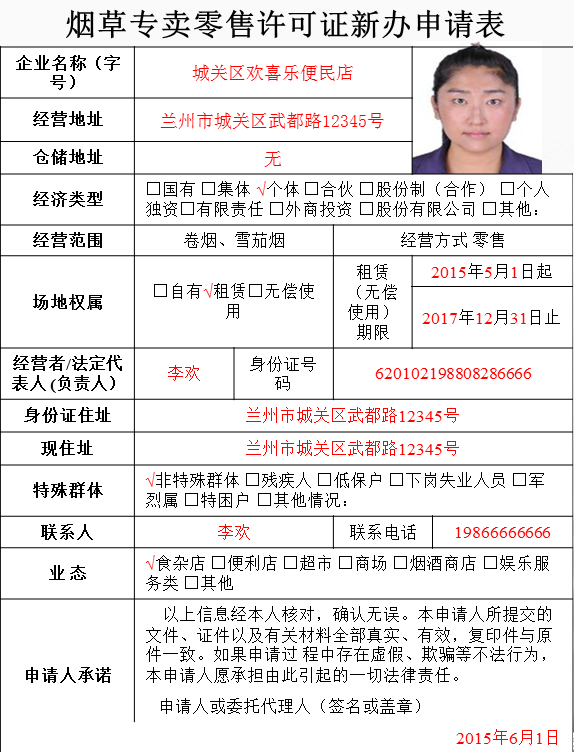 烟草专卖零售许可证新办申请表
企业名称（字
号）
城关区欢喜乐便民店
经营地址
兰州市城关区武都路12345号
仓储地址
无
经济类型
□国有 □集体 √个体 □合伙 □股份制（合作） □个人
独资□有限责任 □外商投资 □股份有限公司 □其他：
经营范围
卷烟、雪茄烟
经营方式 零售
场地权属
□自有√租赁□无偿使
用
租赁
（无偿
使用）
期限
2015年5月1日起
2017年12月31日止
经营者/法定代
表人(负责人）
李欢
身份证号
码
620102198808286666
身份证住址
兰州市城关区武都路12345号
现住址
兰州市城关区武都路12345号
特殊群体
√非特殊群体 □残疾人 □低保户 □下岗失业人员 □军
烈属 □特困户 □其他情况：
联系人
李欢
联系电话
19866666666
业 态
√食杂店 □便利店 □超市 □商场 □烟酒商店 □娱乐服
务类 □其他
申请人承诺
以上信息经本人核对，确认无误。本申请人所提交的
文件、证件以及有关材料全部真实、有效，复印件与原
件一致。如果申请过 程中存在虚假、欺骗等不法行为，
本申请人愿承担由此引起的一切法律责任。
申请人或委托代理人（签名或盖章）
2015年6月1日